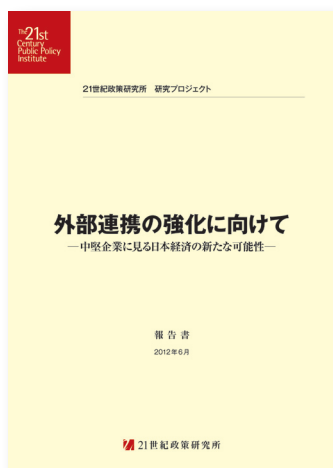 The 21st
Century
Public Policy
Institute
21世紀政策研究所 研究プロジェクト
外部連携の強化に向けて
―中堅企業に見る日本経済の新たな可能性―
報告書
2012年6月
21世紀政策研究所